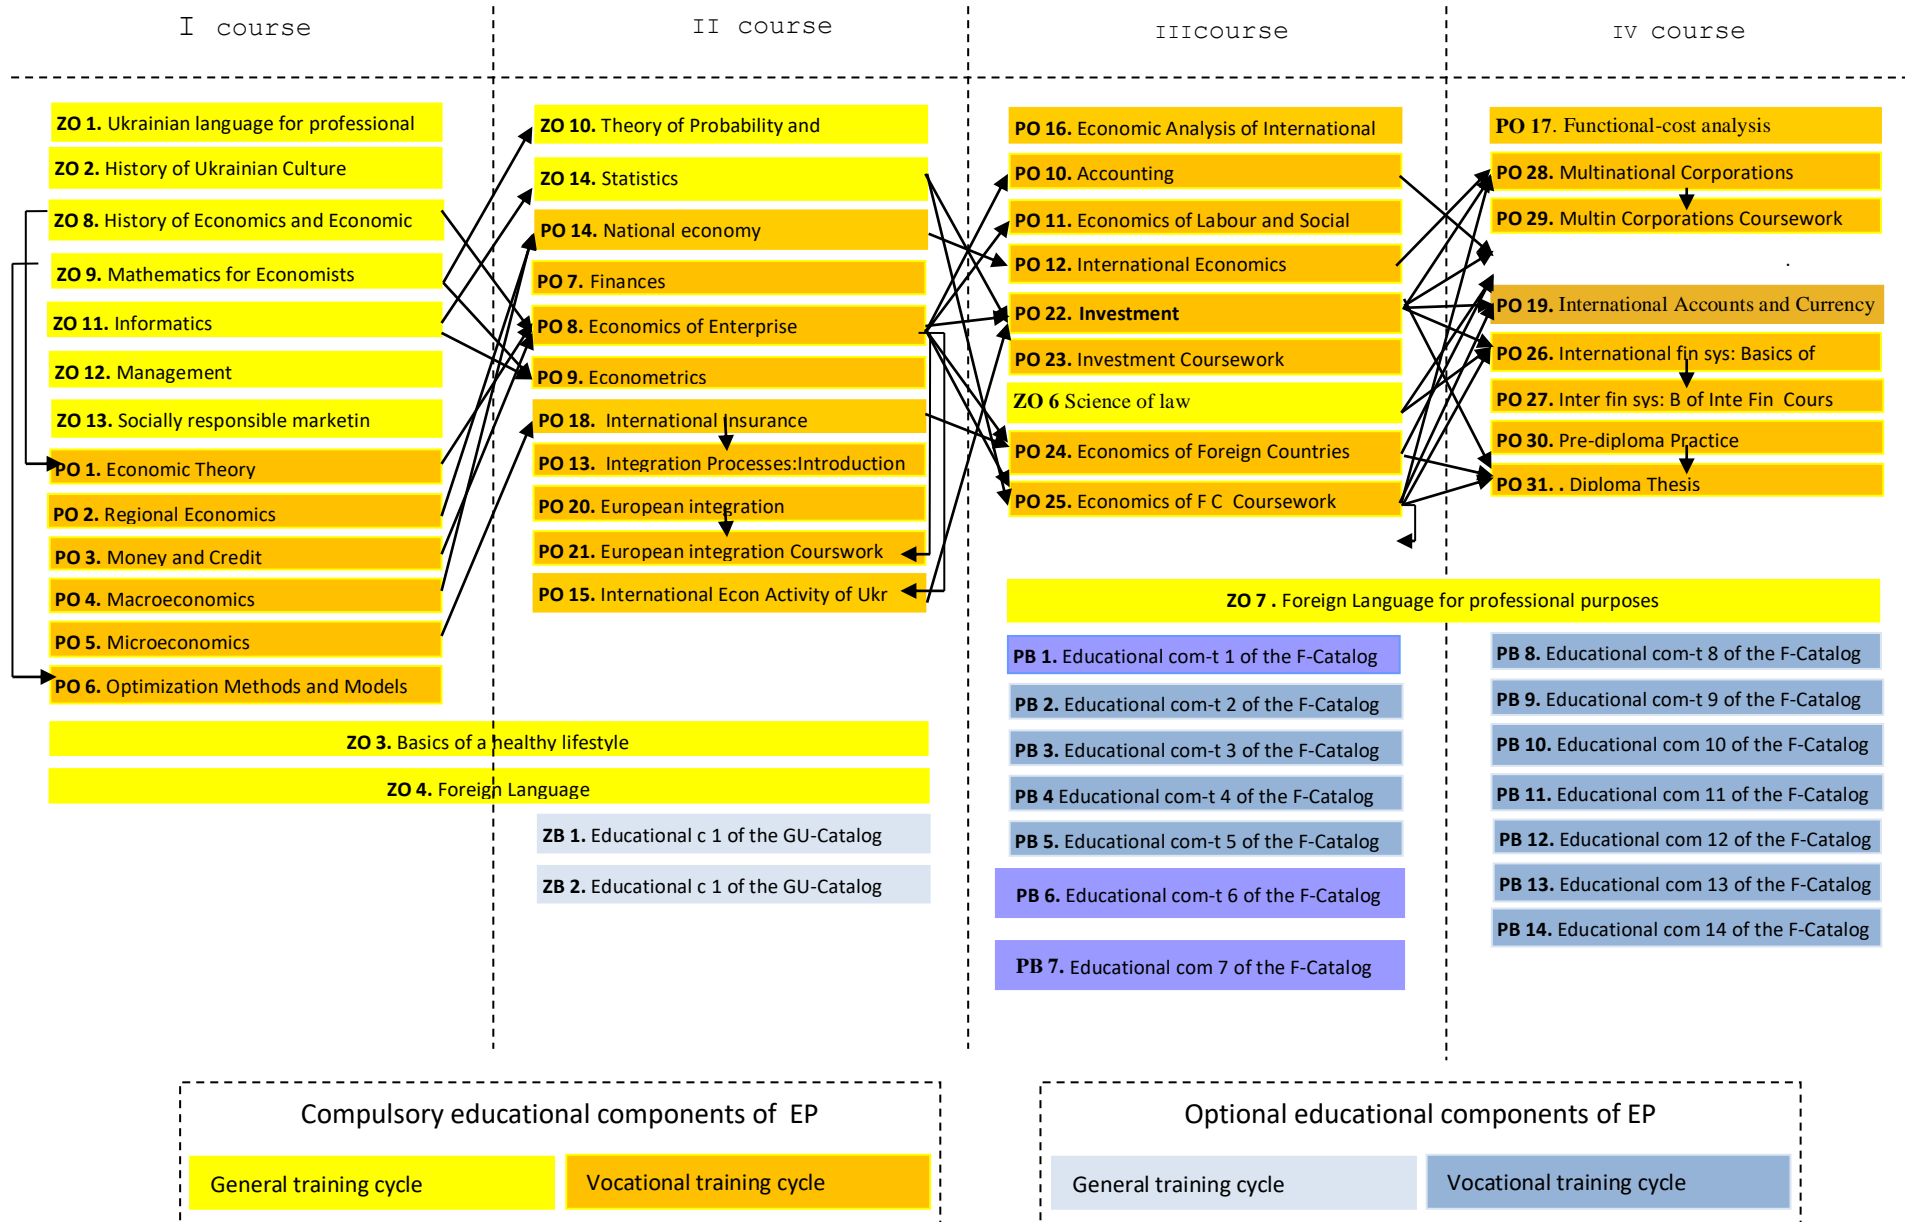 I course
II course
IIIcourse
IV course
ZO 1. Ukrainian language for professional
ZO 2. History of Ukrainian Culture
ZO 8. History of Economics and Economic
ZO 9. Mathematics for Economists
ZO 11. Informatics
ZO 12. Management
ZO 13. Socially responsible marketin
PO 1. Economic Theory
PO 2. Regional Economics
PO 3. Money and Credit
PO 4. Macroeconomics
PO 5. Microeconomics
PO 6. Optimization Methods and Models
ZO 10. Theory of Probability and
ZO 14. Statistics
PO 14. National economy
PO 7. Finances
PO 8. Economics of Enterprise
PO 9. Econometrics
PO 18. International Insurance
PO 13. Integration Processes:Introduction
PO 20. European integration
PO 21. European integration Courswork
PO 15. International Econ Activity of Ukr
ZO 3. Basics of a healthy lifestyle
ZO 4. Foreign Language
ZB 1. Educational c 1 of the GU-Catalog
ZB 2. Educational c 1 of the GU-Catalog
PO 16. Economic Analysis of International
PO 10. Accounting
PO 11. Economics of Labour and Social
PO 12. International Economics
PO 22. Investment
PO 23. Investment Coursework
ZO 6 Science of law
PO 24. Economics of Foreign Countries
PO 25. Economics of F C Coursework
PO 17. Functional-cost analysis
PO 28. Multinational Corporations
PO 29. Multin Corporations Coursework
.
PO 19. International Accounts and Currency
PO 26. International fin sys: Basics of
PO 27. Inter fin sys: B of Inte Fin Cours
PO 30. Pre-diploma Practice
PO 31. . Diploma Thesis
ZO 7 . Foreign Language for professional purposes
PB 1. Educational com-t 1 of the F-Catalog
PB 2. Educational com-t 2 of the F-Catalog
PB 3. Educational com-t 3 of the F-Catalog
PB 4 Educational com-t 4 of the F-Catalog
PB 5. Educational com-t 5 of the F-Catalog
PB 6. Educational com-t 6 of the F-Catalog
PB 7. Educational com 7 of the F-Catalog
PB 8. Educational com-t 8 of the F-Catalog
PB 9. Educational com-t 9 of the F-Catalog
PB 10. Educational com 10 of the F-Catalog
PB 11. Educational com 11 of the F-Catalog
PB 12. Educational com 12 of the F-Catalog
PB 13. Educational com 13 of the F-Catalog
PB 14. Educational com 14 of the F-Catalog
Compulsory educational components of EP
General training cycle
Vocational training cycle
Optional educational components of EP
General training cycle
Vocational training cycle